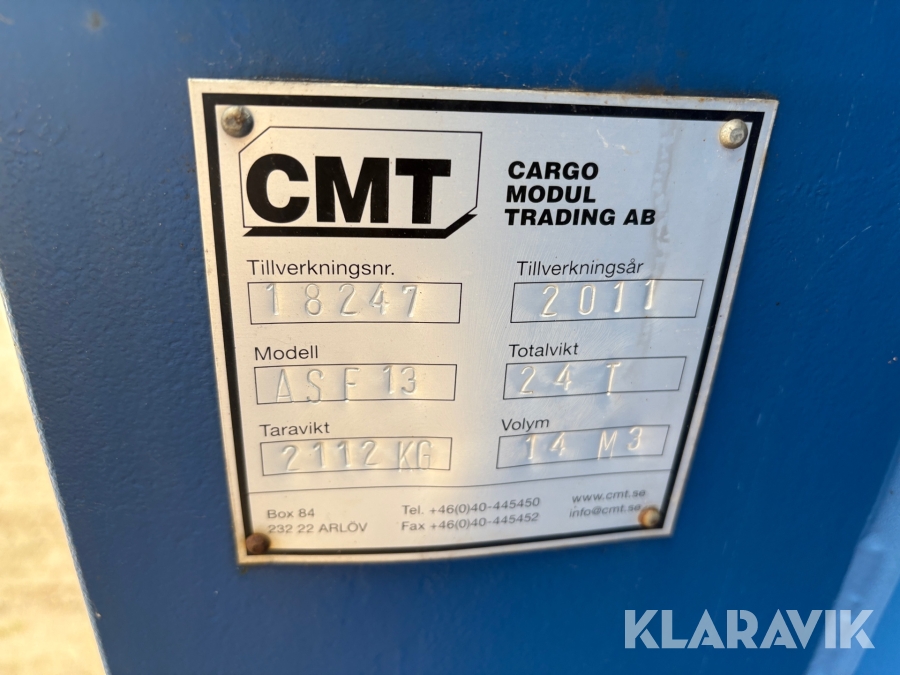 CMT
CARGO
MODUL
TRADING AB
Tillverkningsnr.
18247
Tillverkningsår
2011
Modell
ASF 13
Totalvikt
24 T
Taravikt
2112 KG
Volym
14 M3
Box 84
232 22 ARLÖV
Tel. +46(0)40-445450
Fax +46(0)40-445452
www.cmt.se
info@cmt.se
KLARAVIK